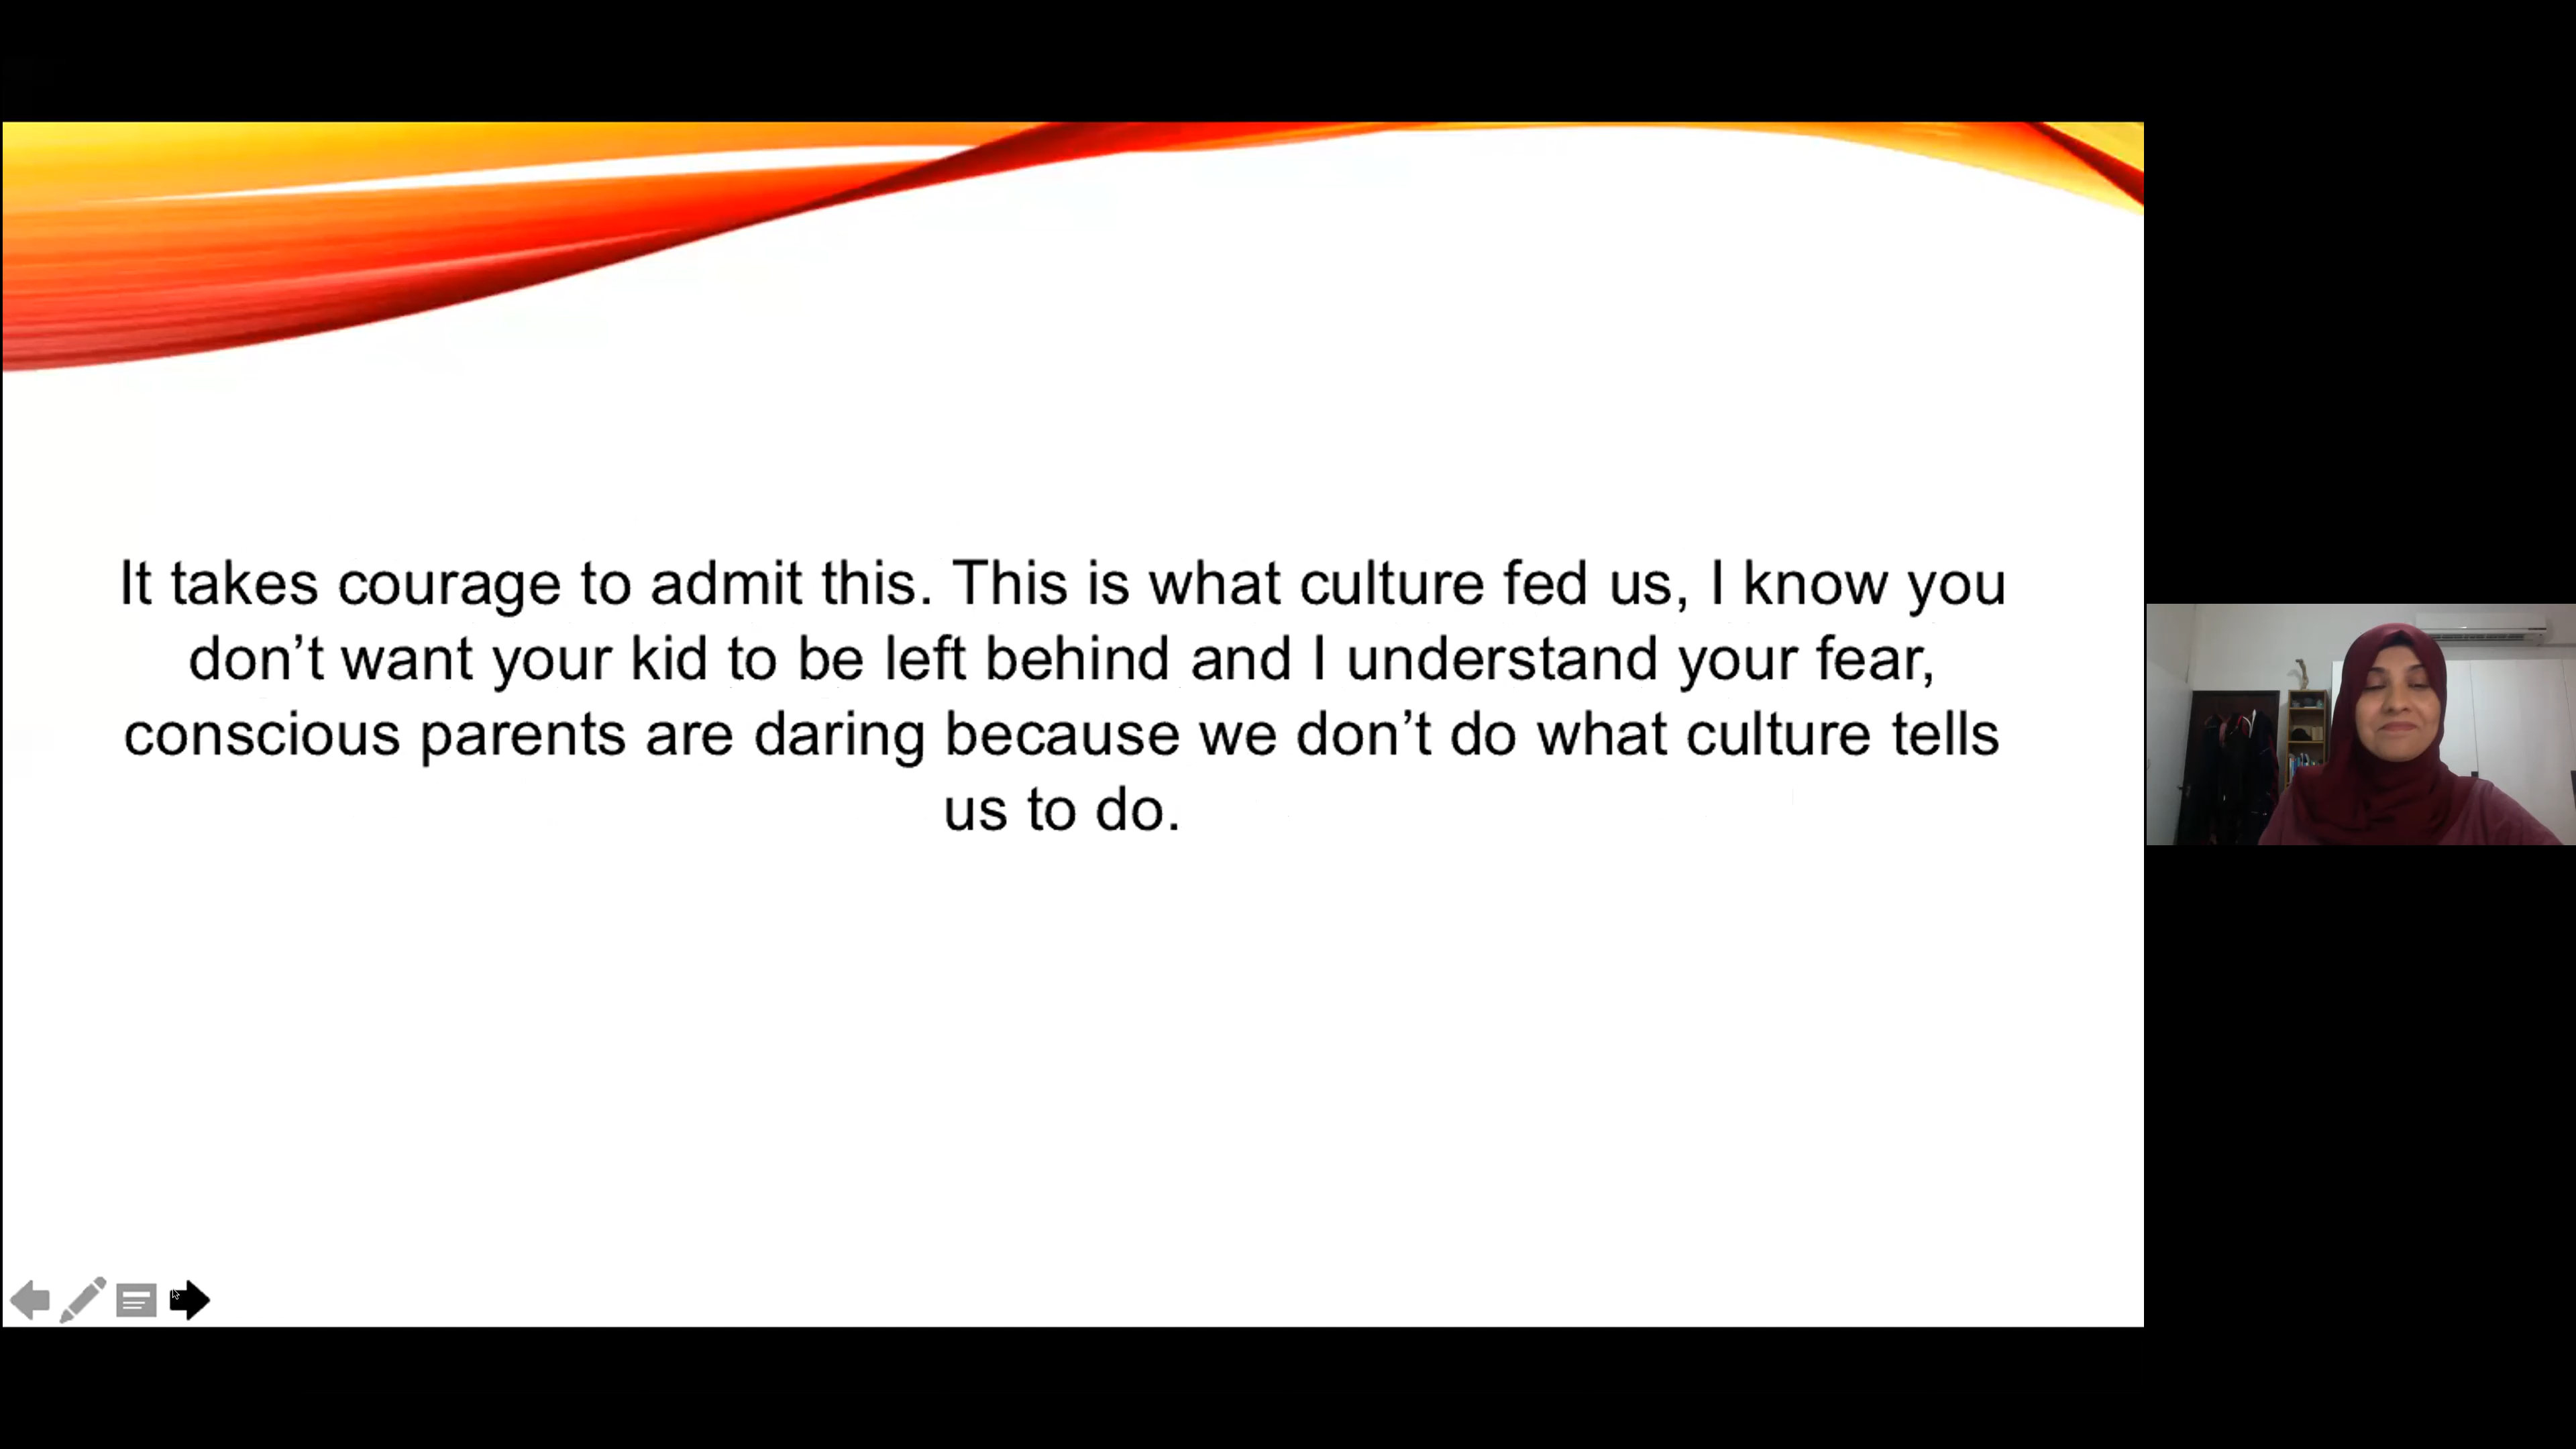 It takes courage to admit this. This is what culture fed us, I know you
don’t want your kid to be left behind and I understand your fear,
conscious parents are daring because we don’t do what culture tells
us to do.